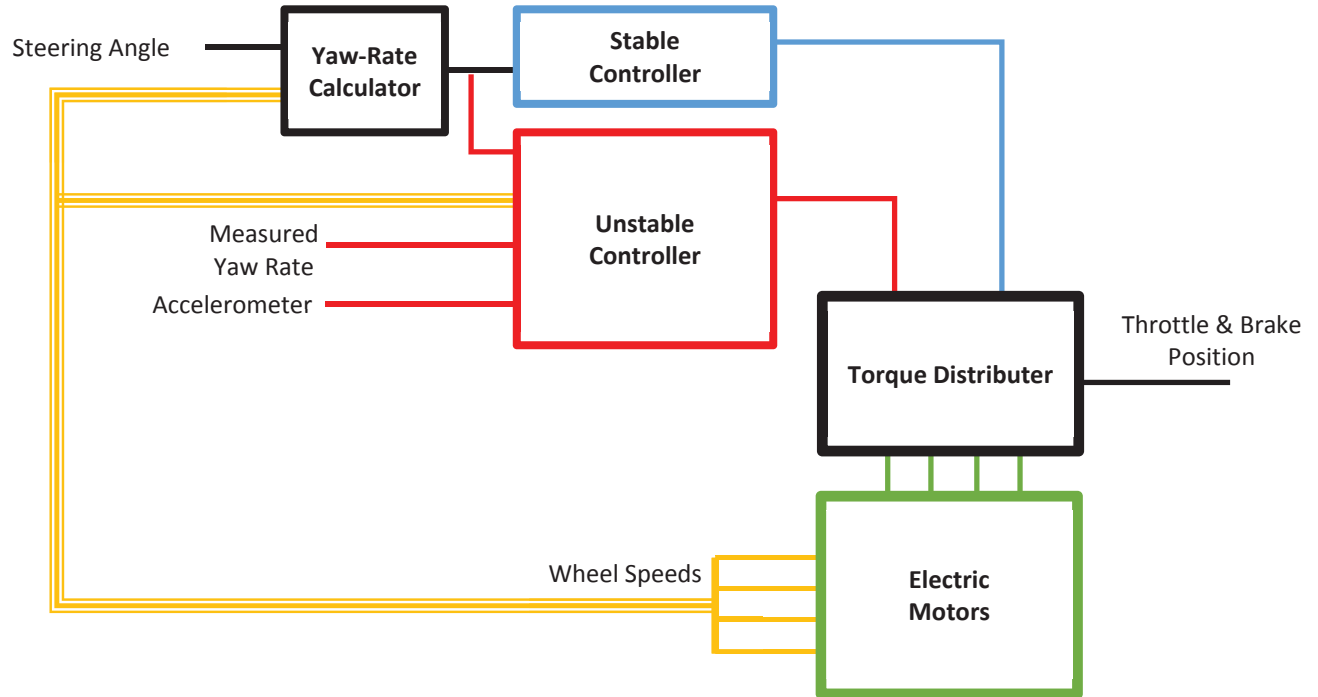 Steering Angle
Yaw-Rate
Calculator
Stable
Controller
Unstable
Controller
Measured
Yaw Rate
Accelerometer
Throttle & Brake
Position
Torque Distributer
Wheel Speeds
Electric
Motors